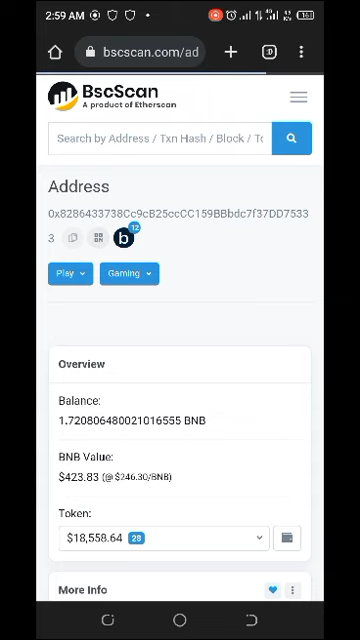 2:59 AM
bscscan.com/ad
:D
BscScan
A product of Etherscan
Search by Address / Txn Hash / Block / To
Address
0x8286433738Cc9cB25ccCC159BBbdc7f37DD7533
3
b
12
Play
Gaming
Overview
Balance:
1.720806480021016555 BNB
BNB Value:
$423.83 (@ $246.30/BNB)
Token:
$18,558.64 28
More Info